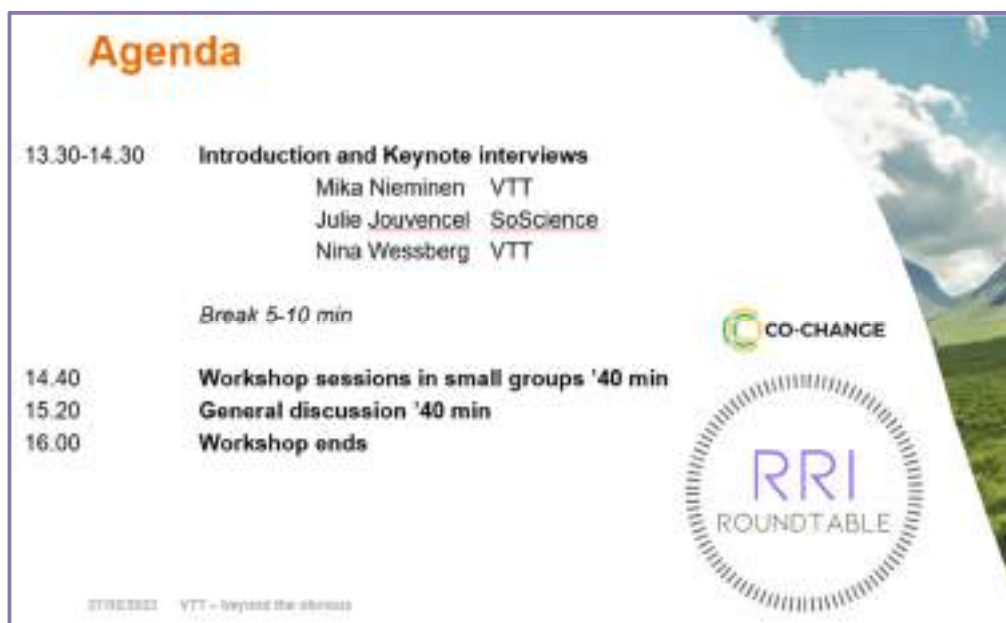 Agenda
13.30-14.30 Introduction and Keynote interviews
Mika Nieminen VTT
Julie Jouvencel SoScience
Nina Wessberg VTT
Break 5-10 min
CO-CHANGE
14.40 Workshop sessions in small groups '40 min
15.20 General discussion '40 min
16.00 Workshop ends
RRI
ROUNDTABLE
VTT – beyond the obvious